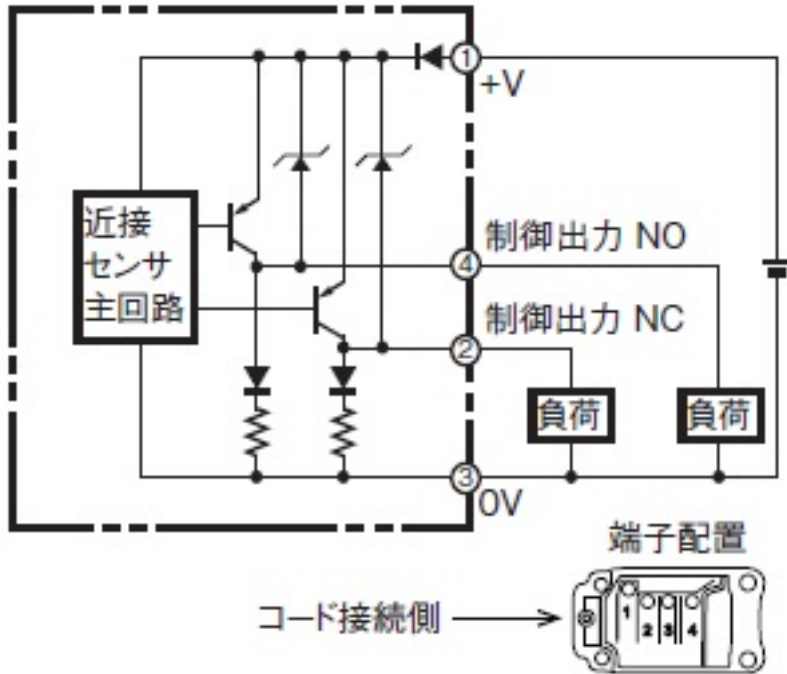 ①
+V
近接
センサ
主回路
制御出力 NO
④
制御出力 NC
②
負荷
負荷
③
0V
端子配置
コード接続側
1
2
3
4